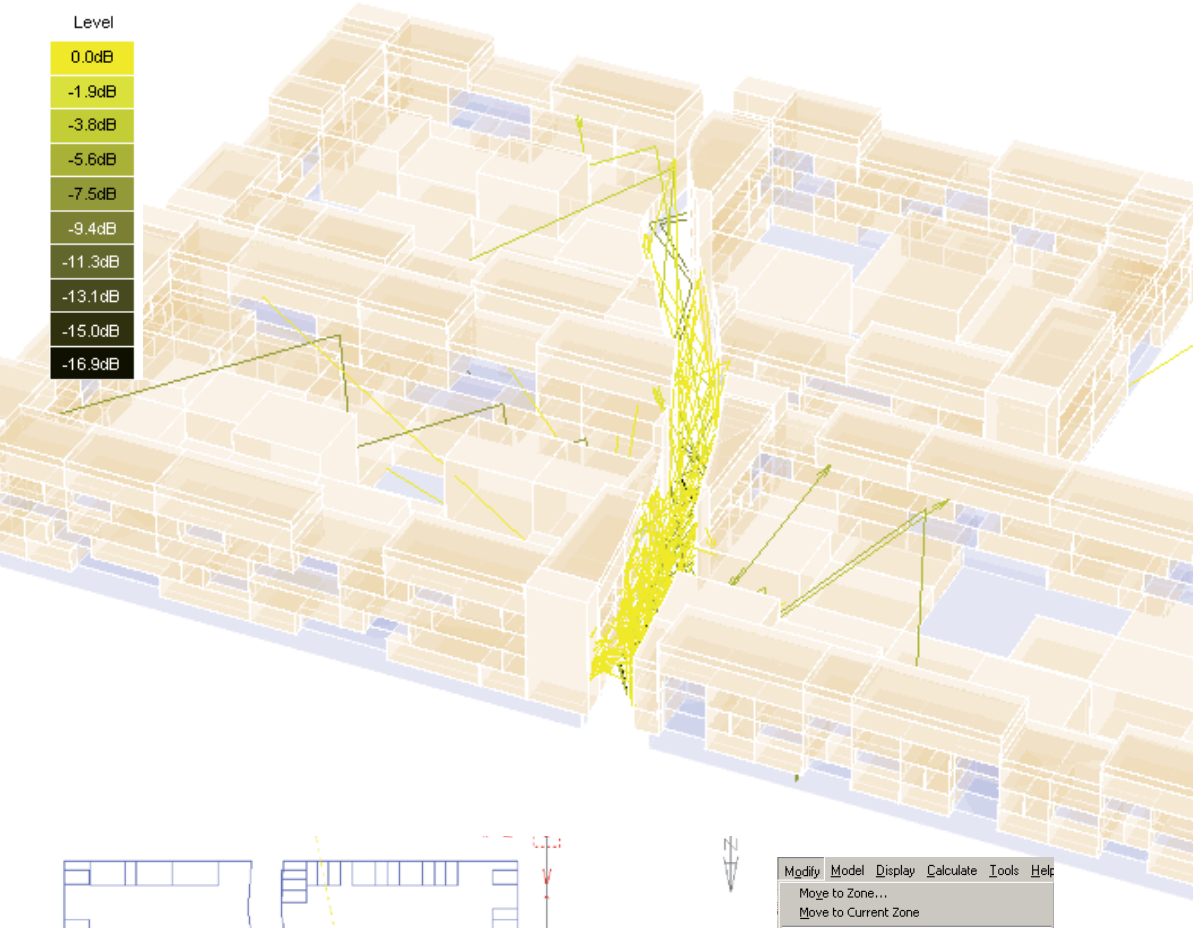 Level
0.0dB
-1.9dB
-3.8dB
-5.6dB
-7.5dB
-9.4dB
-11.3dB
-13.1dB
-15.0dB
-16.9dB
N
Modify Model Display Calculate Tools Help
Move to Zone...
Move to Current Zone